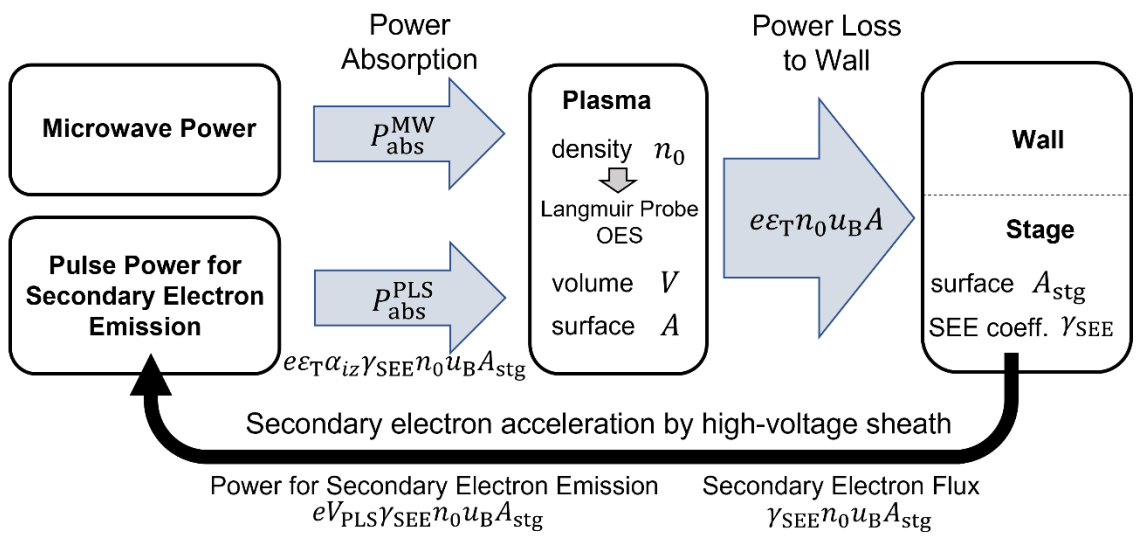 Power
Absorption
Power Loss
to Wall
Microwave Power
P_abs^MW
Plasma
density n_0
Langmuir Probe
OES
volume V
surface A
eε_T n_0 u_B A
Wall
Stage
surface A_stg
SEE coeff. γ_SEE
Pulse Power for
Secondary Electron
Emission
P_abs^PLS
eε_T α_iz γ_SEE n_0 u_B A_stg
Secondary electron acceleration by high-voltage sheath
Power for Secondary Electron Emission
eV_PLS γ_SEE n_0 u_B A_stg
Secondary Electron Flux
γ_SEE n_0 u_B A_stg